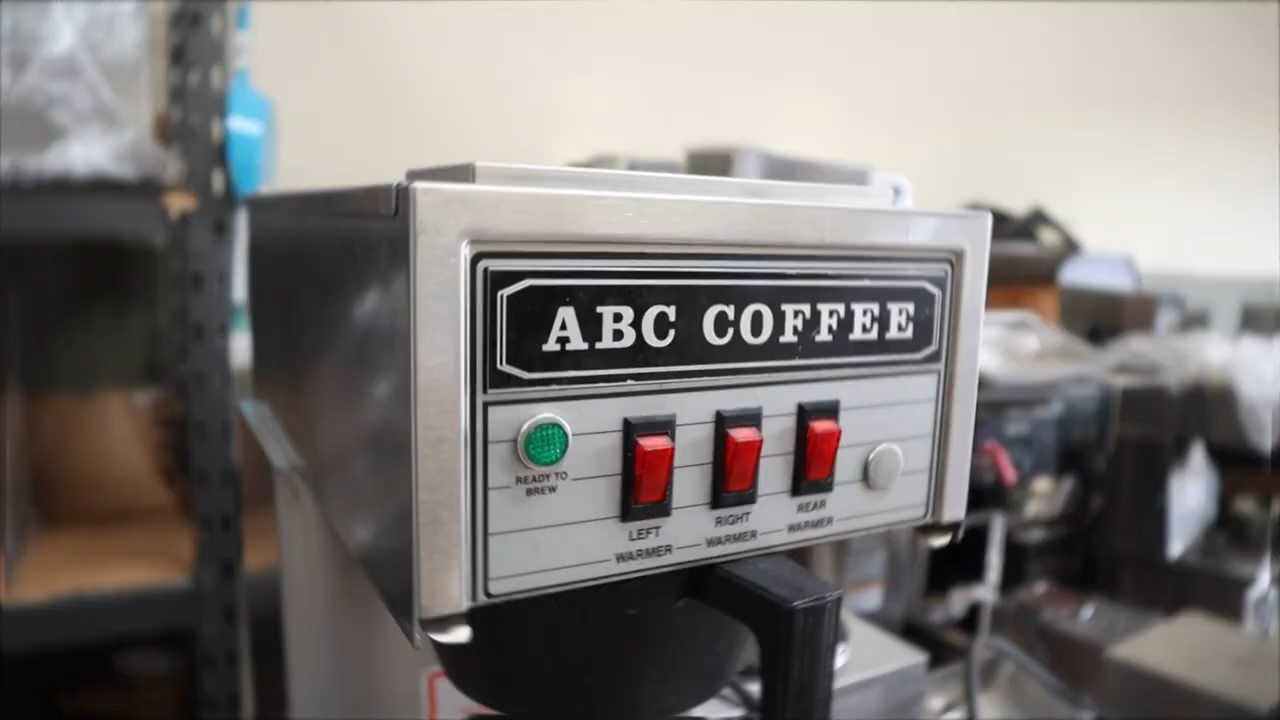 ABC COFFEE
READY TO
BREW
LEFT
WARMER
RIGHT
WARMER
REAR
WARMER